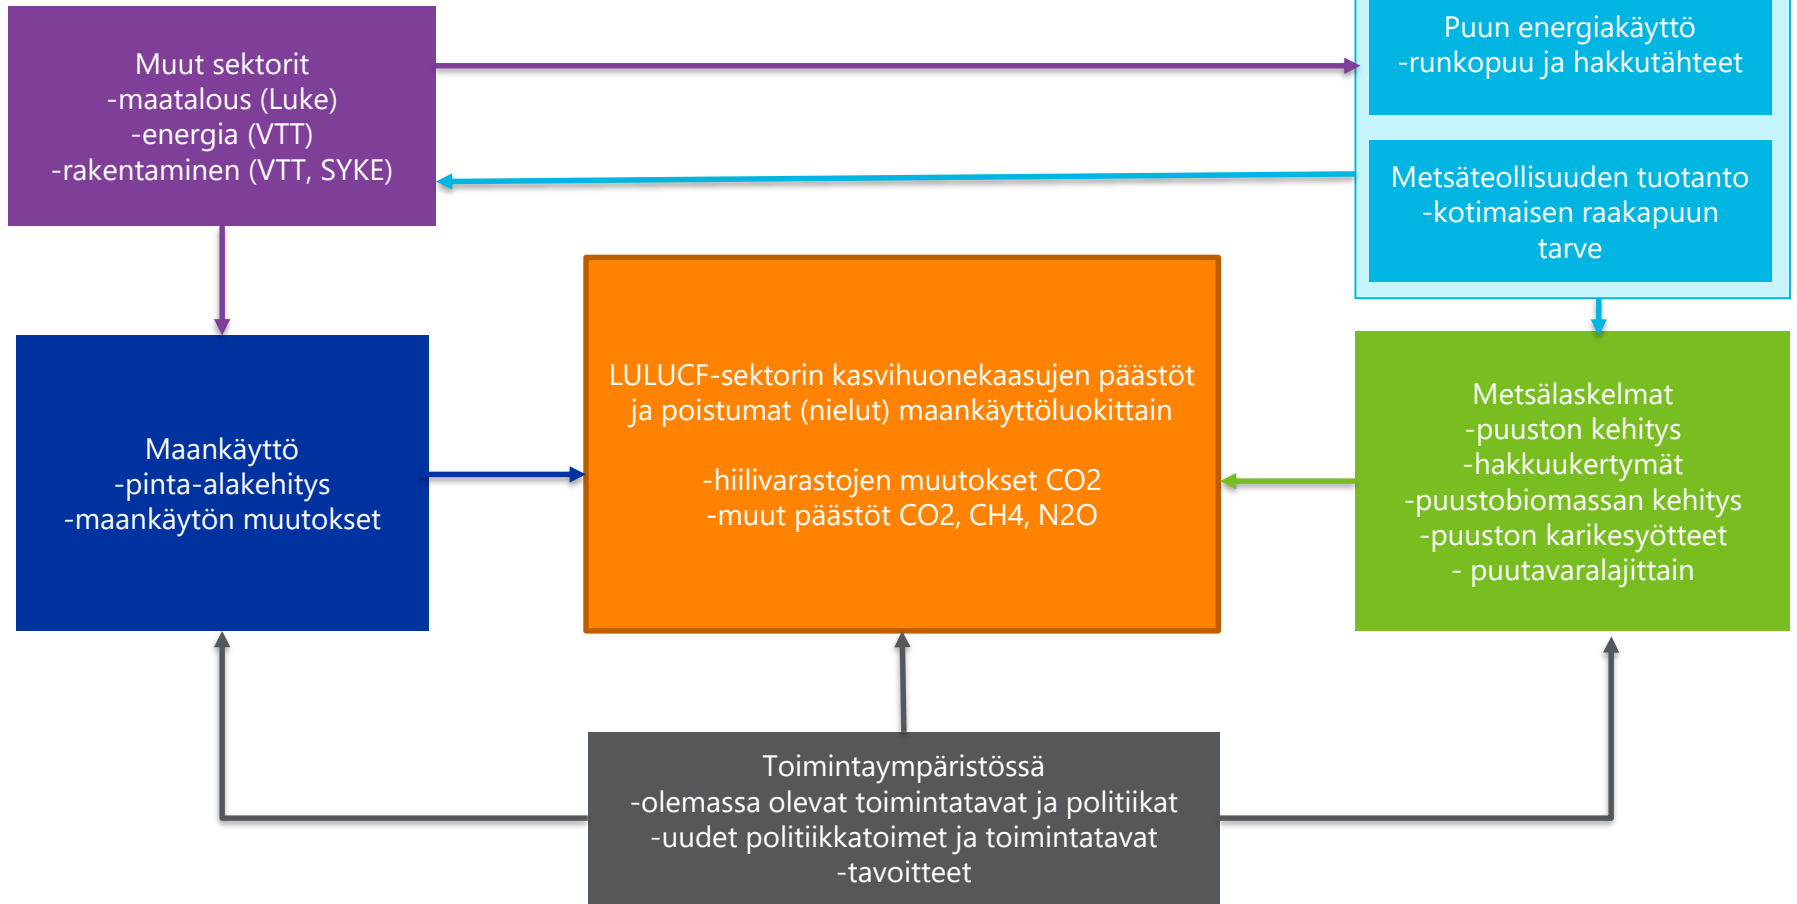 Muut sektorit
-maatalous (Luke)
-energia (VTT)
-rakentaminen (VTT, SYKE)
Puun energiakäyttö
-runkopuu ja hakkutähteet
Metsäteollisuuden tuotanto
-kotimaisen raakapuun
tarve
Maankäyttö
-pinta-alakehitys
-maankäytön muutokset
LULUCF-sektorin kasvihuonekaasujen päästöt
ja poistumat (nielut) maankäyttöluokittain
-hiilivarastojen muutokset CO2
-muut päästöt CO2, CH4, N2O
Metsälaskelmat
-puuston kehitys
-hakkuukertymät
-puustobiomassan kehitys
-puuston karikesyötteet
- puutavaralajittain
Toimintaympäristössä
-olemassa olevat toimintatavat ja politiikat
-uudet politiikkatoimet ja toimintatavat
-tavoitteet